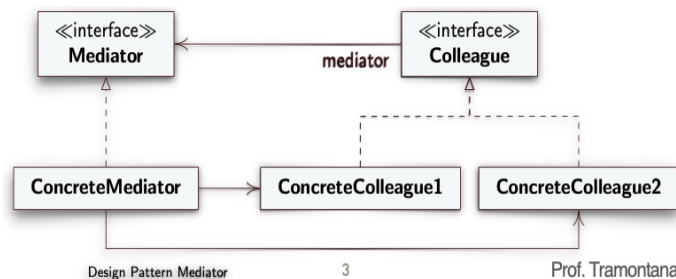 ≪interface≫
Mediator
mediator
≪interface≫
Colleague
ConcreteMediator
ConcreteColleague1
ConcreteColleague2
Design Pattern Mediator
3
Prof. Tramontana